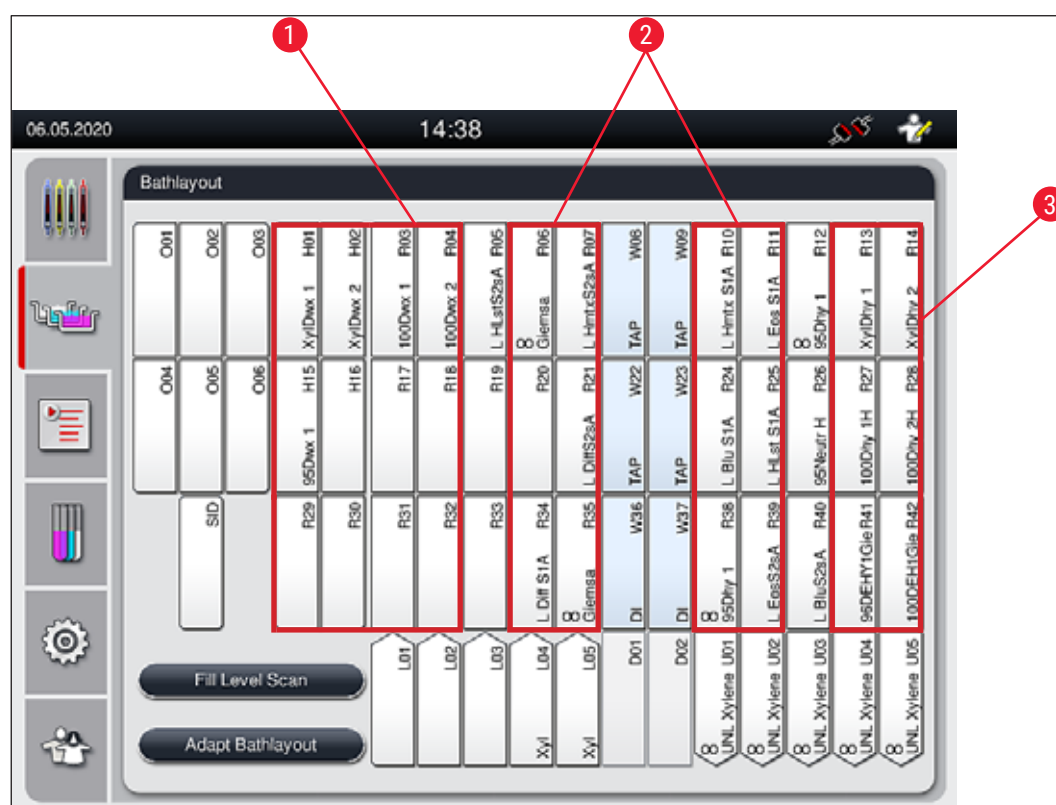 1
2
3
06.05.2020
14:38
Bathlayout
O01
O02
O03
XylDwx 1 H01
XylDwx 2 H02
100Dwx 1 R03
100Dwx 2 R04
L HLstS2sA R05
∞ Giemsa R06
L HmtxS2sA R07
TAP W08
TAP W09
L Hmtx S1A R10
L Eos S1A R11
∞ 95Dhy 1 R12
XylDhy 1 R13
XylDhy 2 R14
O04
O05
O06
95Dwx 1 H15
H16
R17
R18
R19
R20
L DiffS2sA R21
TAP W22
TAP W23
L Blu S1A R24
L HLst S1A R25
95Neutr H R26
100Dhy 1H R27
100Dhy 2H R28
SID
R29
R30
R31
R32
R33
L Diff S1A R34
∞ Giemsa R35
DI W36
DI W37
∞ 95Dhy 1 R38
L EosS2sA R39
L BluS2sA R40
96DEHY1Gie R41
100DEH1Gie R42
L01
L02
L03
Xyl L04
Xyl L05
D01
D02
∞ UNL Xylene U01
∞ UNL Xylene U02
∞ UNL Xylene U03
∞ UNL Xylene U04
∞ UNL Xylene U05
Fill Level Scan
Adapt Bathlayout